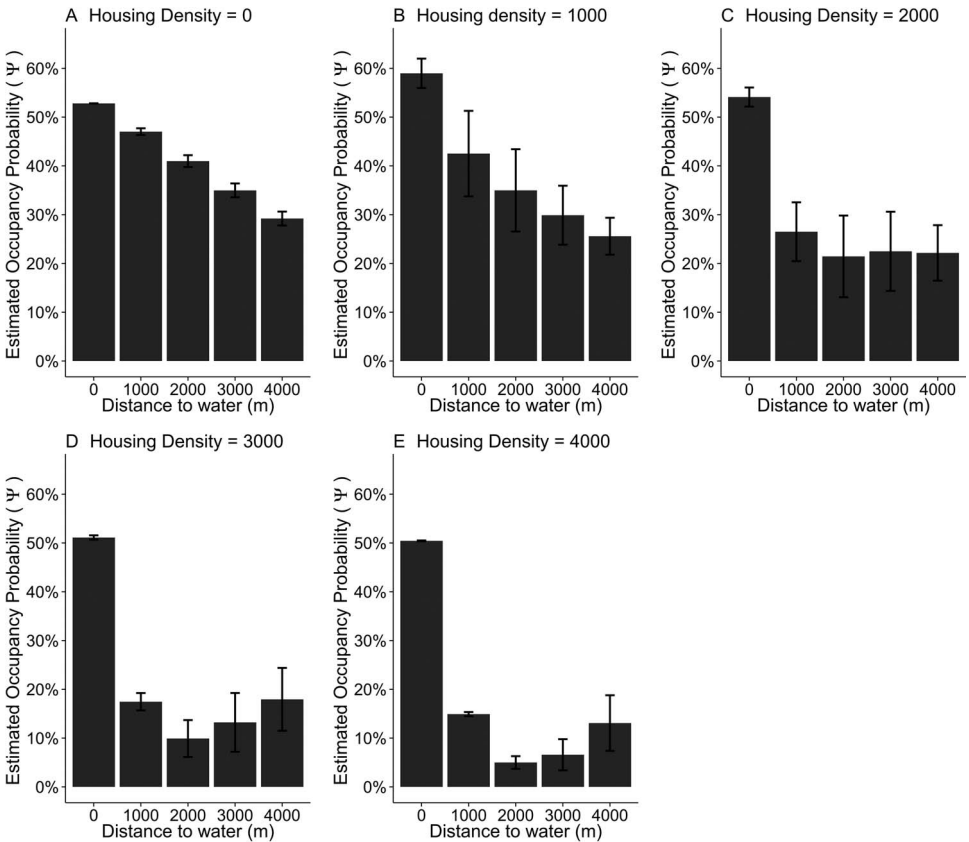 A Housing Density = 0
Estimated Occupancy Probability ( Ψ )
60%
50%
40%
30%
20%
10%
0%
0 1000 2000 3000 4000
Distance to water (m)
B Housing density = 1000
Estimated Occupancy Probability ( Ψ )
60%
50%
40%
30%
20%
10%
0%
0 1000 2000 3000 4000
Distance to water (m)
C Housing Density = 2000
Estimated Occupancy Probability ( Ψ )
60%
50%
40%
30%
20%
10%
0%
0 1000 2000 3000 4000
Distance to water (m)
D Housing Density = 3000
Estimated Occupancy Probability ( Ψ )
60%
50%
40%
30%
20%
10%
0%
0 1000 2000 3000 4000
Distance to water (m)
E Housing Density = 4000
Estimated Occupancy Probability ( Ψ )
60%
50%
40%
30%
20%
10%
0%
0 1000 2000 3000 4000
Distance to water (m)